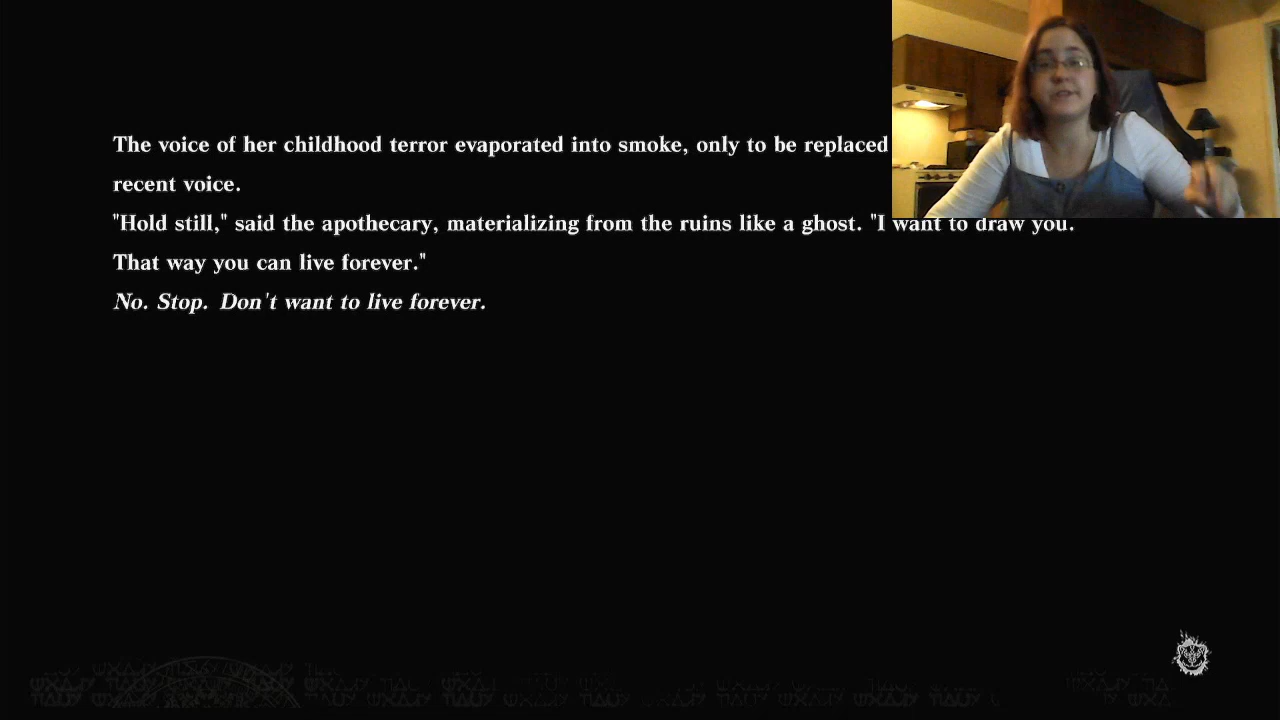 The voice of her childhood terror evaporated into smoke, only to be replaced
recent voice.
"Hold still," said the apothecary, materializing from the ruins like a ghost. "I want to draw you.
That way you can live forever."
No. Stop. Don't want to live forever.